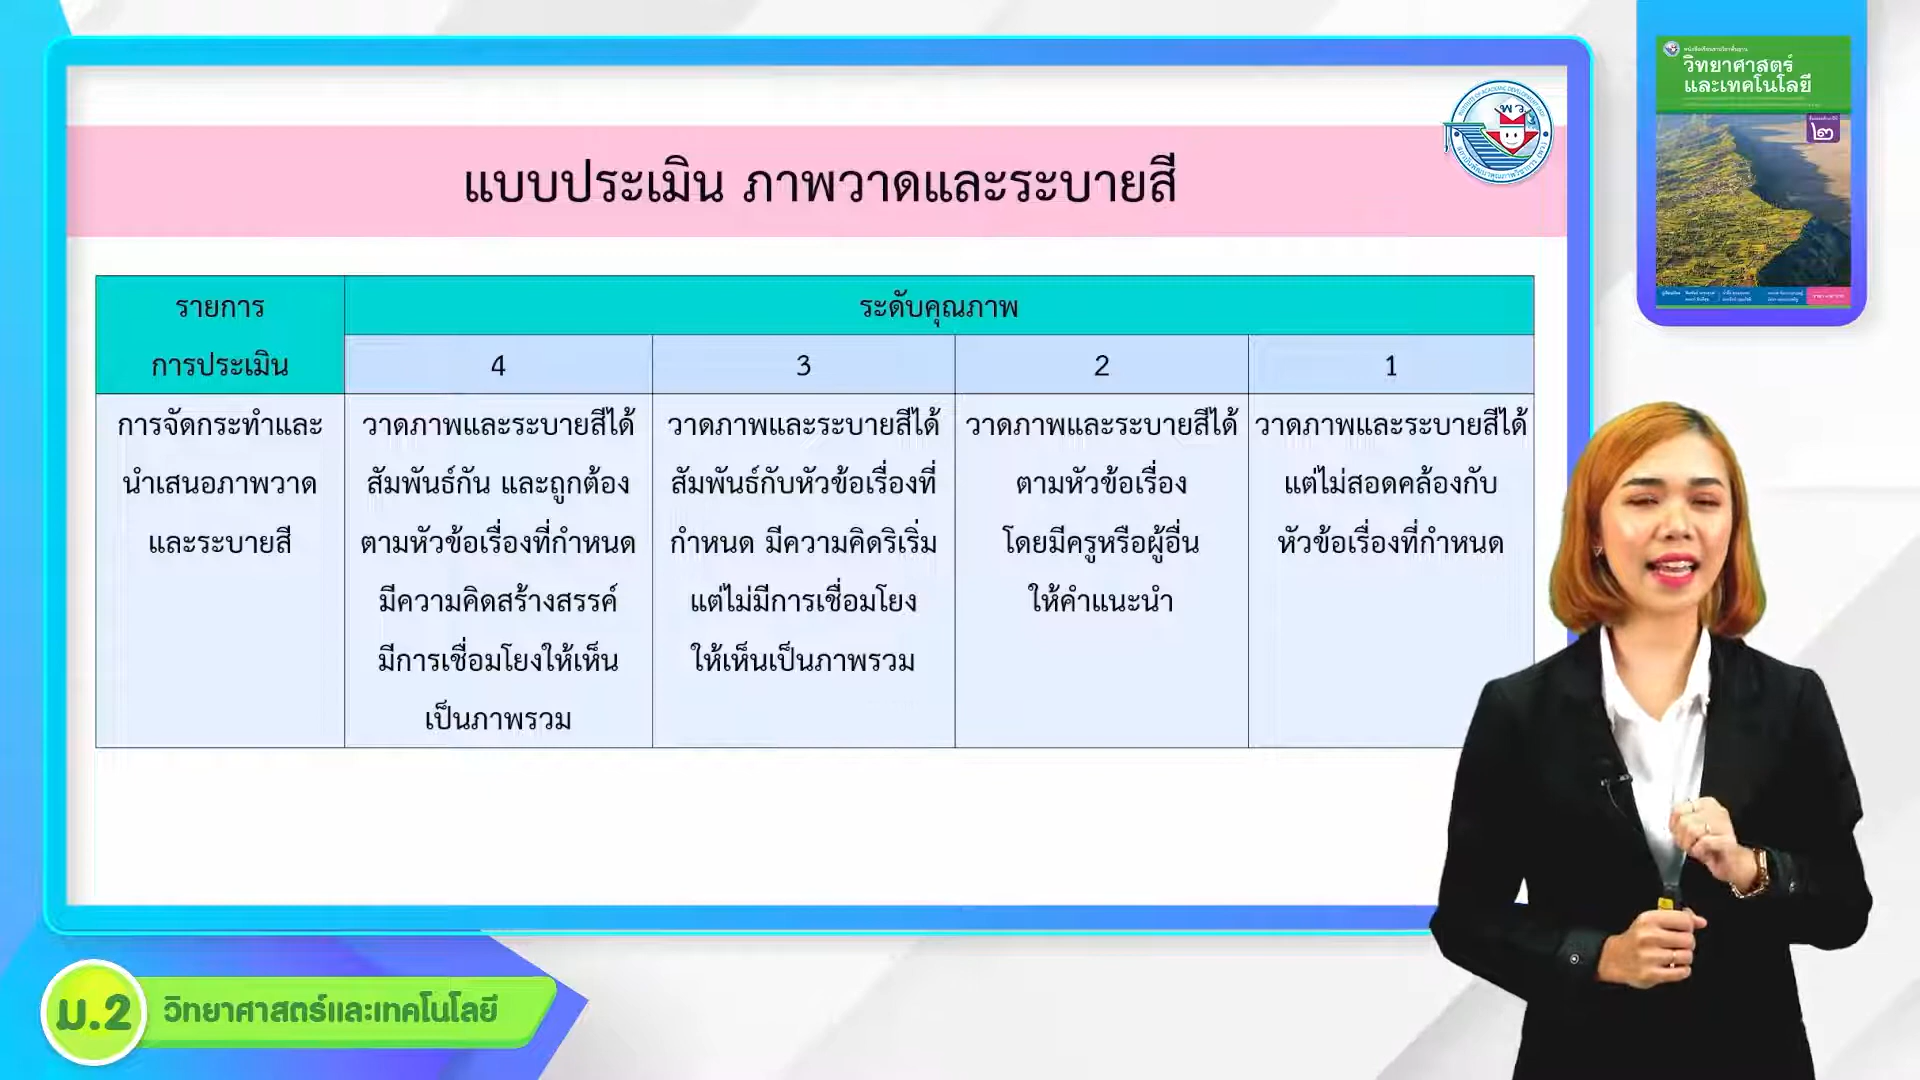 แบบประเมิน ภาพวาดและระบายสี
รายการ
การประเมิน
ระดับคุณภาพ
4
3
2
1
การจัดกระทำและ
นำเสนอภาพวาด
และระบายสี
วาดภาพและระบายสีได้
สัมพันธ์กัน และถูกต้อง
ตามหัวข้อเรื่องที่กำหนด
มีความคิดสร้างสรรค์
มีการเชื่อมโยงให้เห็น
เป็นภาพรวม
วาดภาพและระบายสีได้
สัมพันธ์กับหัวข้อเรื่องที่
กำหนด มีความคิดริเริ่ม
แต่ไม่มีการเชื่อมโยง
ให้เห็นเป็นภาพรวม
วาดภาพและระบายสีได้
ตามหัวข้อเรื่อง
โดยมีครูหรือผู้อื่น
ให้คำแนะนำ
วาดภาพและระบายสีได้
แต่ไม่สอดคล้องกับ
หัวข้อเรื่องที่กำหนด
พว.
วิทยาศาสตร์
และเทคโนโลยี
๒
ม.2
วิทยาศาสตร์และเทคโนโลยี